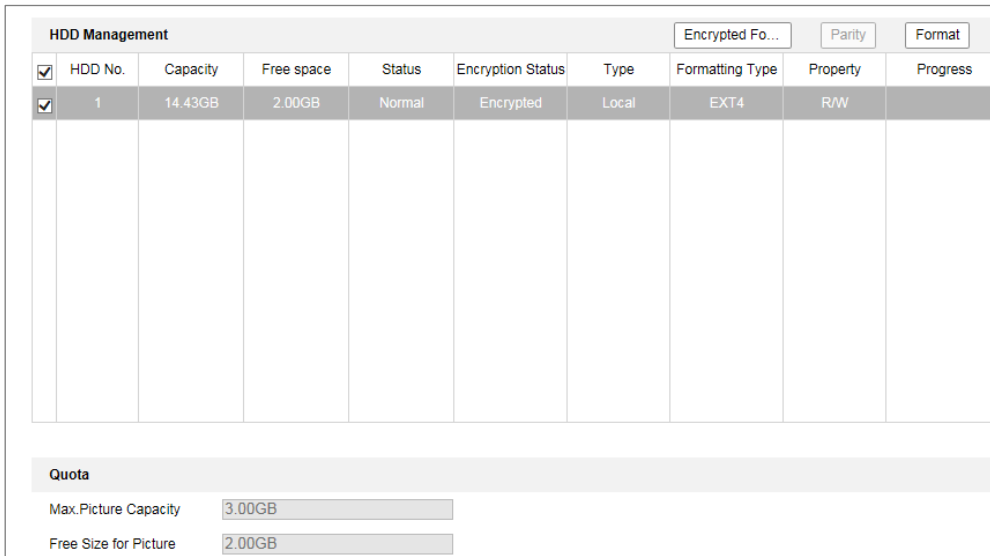 HDD Management Encrypted Fo... Parity Format
HDD No. Capacity Free space Status Encryption Status Type Formatting Type Property Progress
1 14.43GB 2.00GB Normal Encrypted Local EXT4 R/W
Quota
Max.Picture Capacity 3.00GB
Free Size for Picture 2.00GB